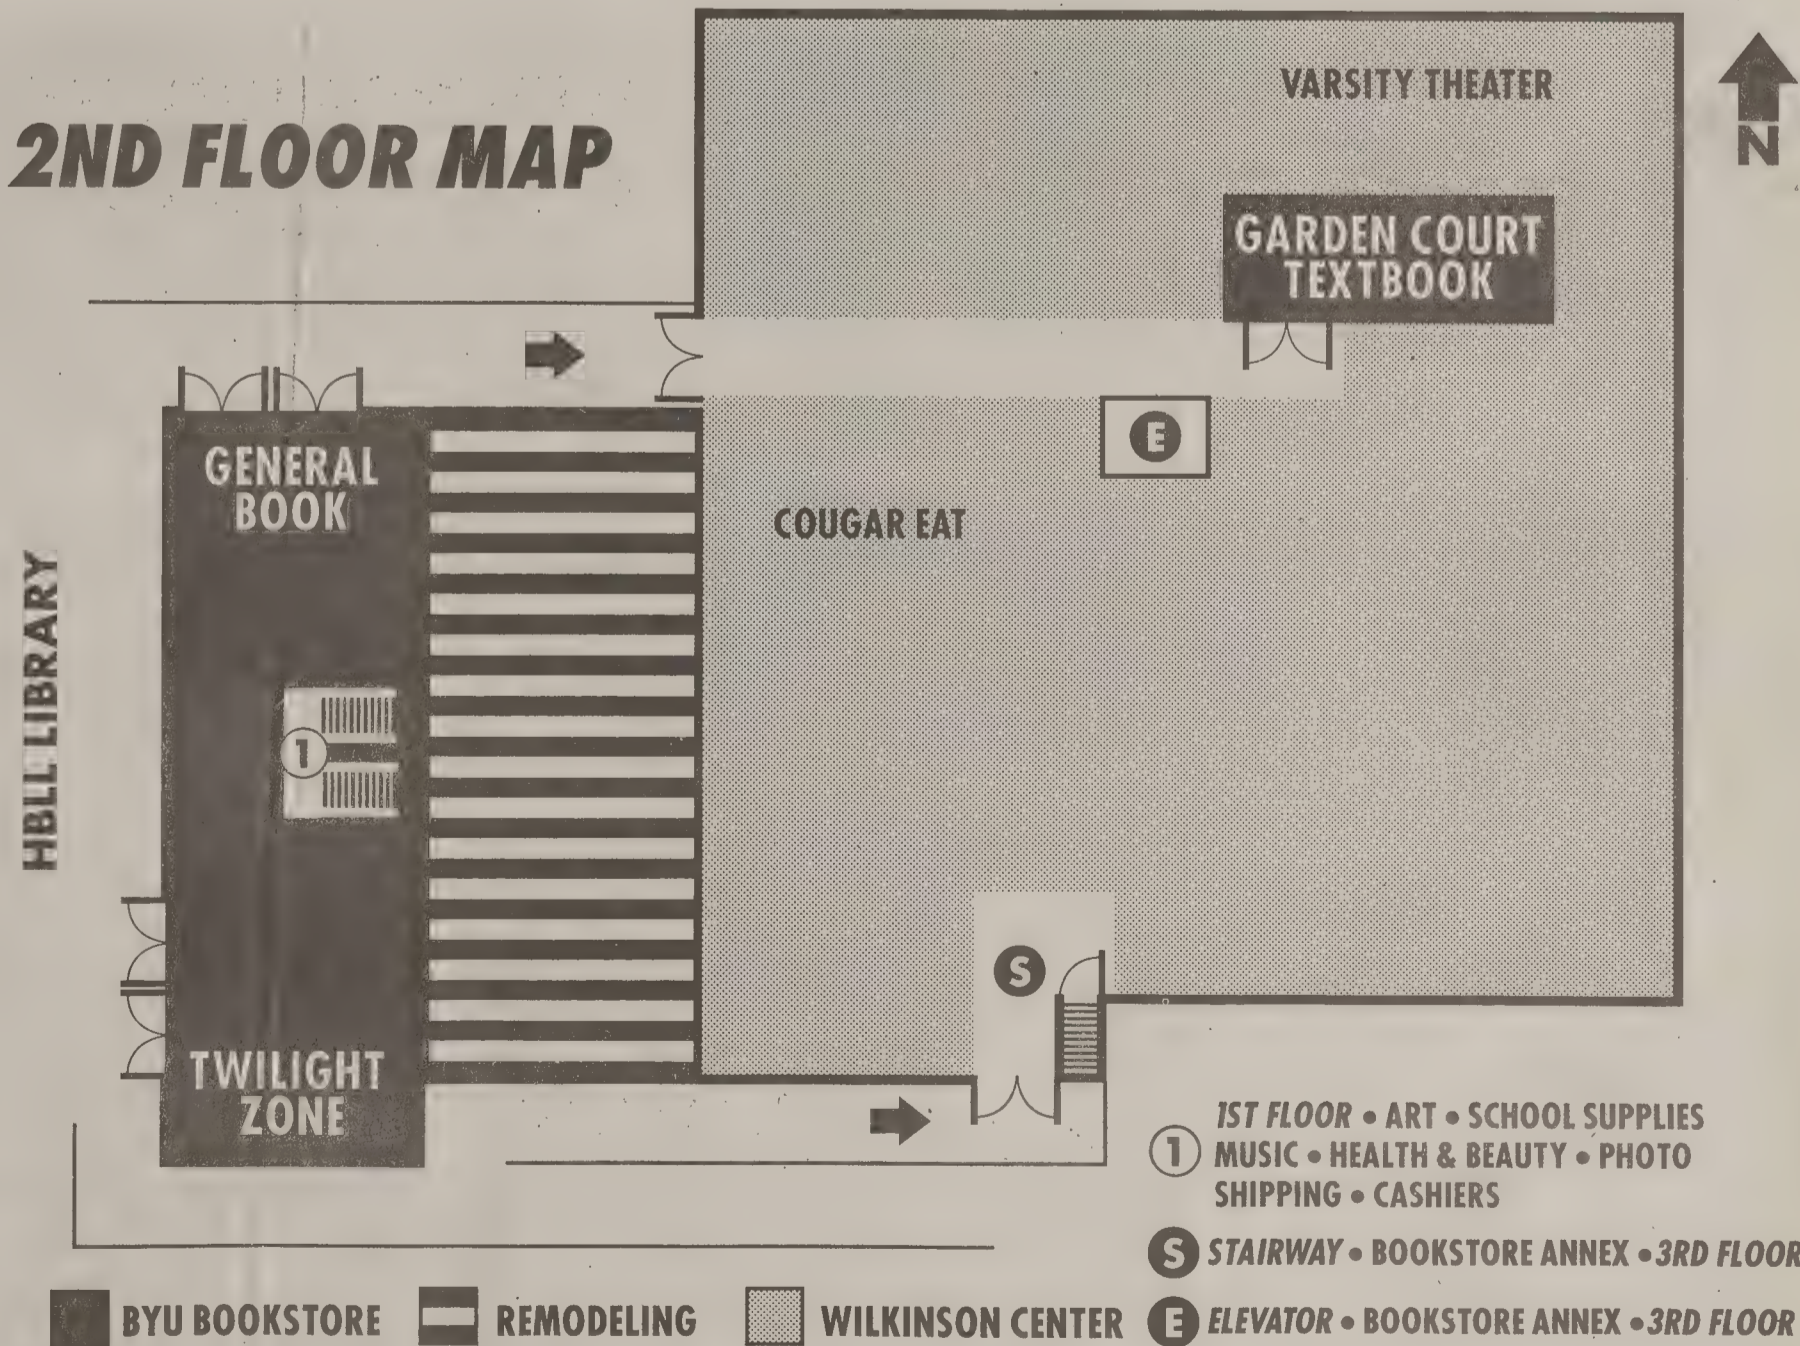 2ND FLOOR MAP
VARSITY THEATER
N
GARDEN COURT
TEXTBOOK
E
GENERAL
BOOK
COUGAR EAT
HBLL LIBRARY
1
S
TWILIGHT
ZONE
1 1ST FLOOR • ART • SCHOOL SUPPLIES
MUSIC • HEALTH & BEAUTY • PHOTO
SHIPPING • CASHIERS
S STAIRWAY • BOOKSTORE ANNEX • 3RD FLOOR
E ELEVATOR • BOOKSTORE ANNEX • 3RD FLOOR
BYU BOOKSTORE
REMODELING
WILKINSON CENTER